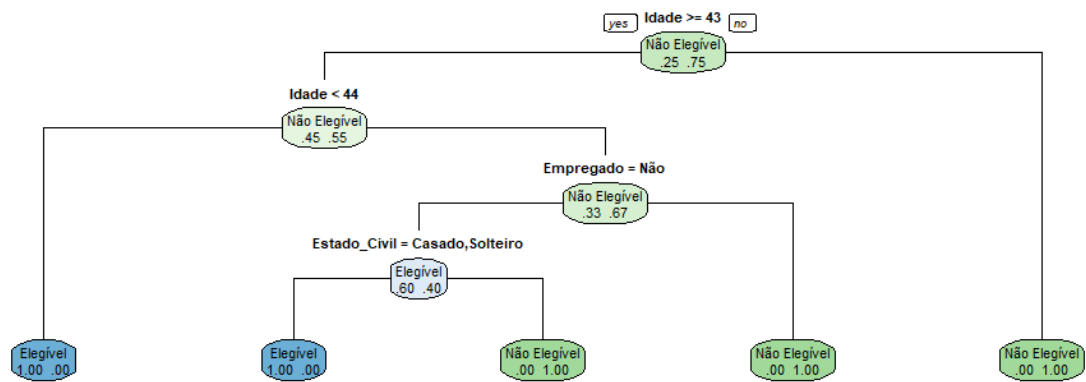 yes Idade >= 43 no
Não Elegível
.25 .75
Idade < 44
Não Elegível
.45 .55
Empregado = Não
Não Elegível
.33 .67
Estado_Civil = Casado,Solteiro
Elegível
.60 .40
Elegível
1.00 .00
Elegível
1.00 .00
Não Elegível
.00 1.00
Não Elegível
.00 1.00
Não Elegível
.00 1.00